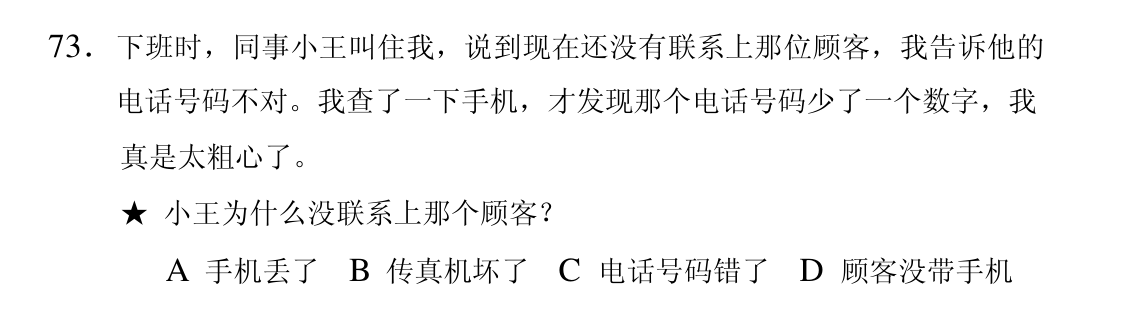 73. 下班时，同事小王叫住我，说到现在还没有联系上那位顾客，我告诉他的
电话号码不对。我查了一下手机，才发现那个电话号码少了一个数字，我
真是太粗心了。
★ 小王为什么没联系上那个顾客？
A 手机丢了 B 传真机坏了 C 电话号码错了 D 顾客没带手机